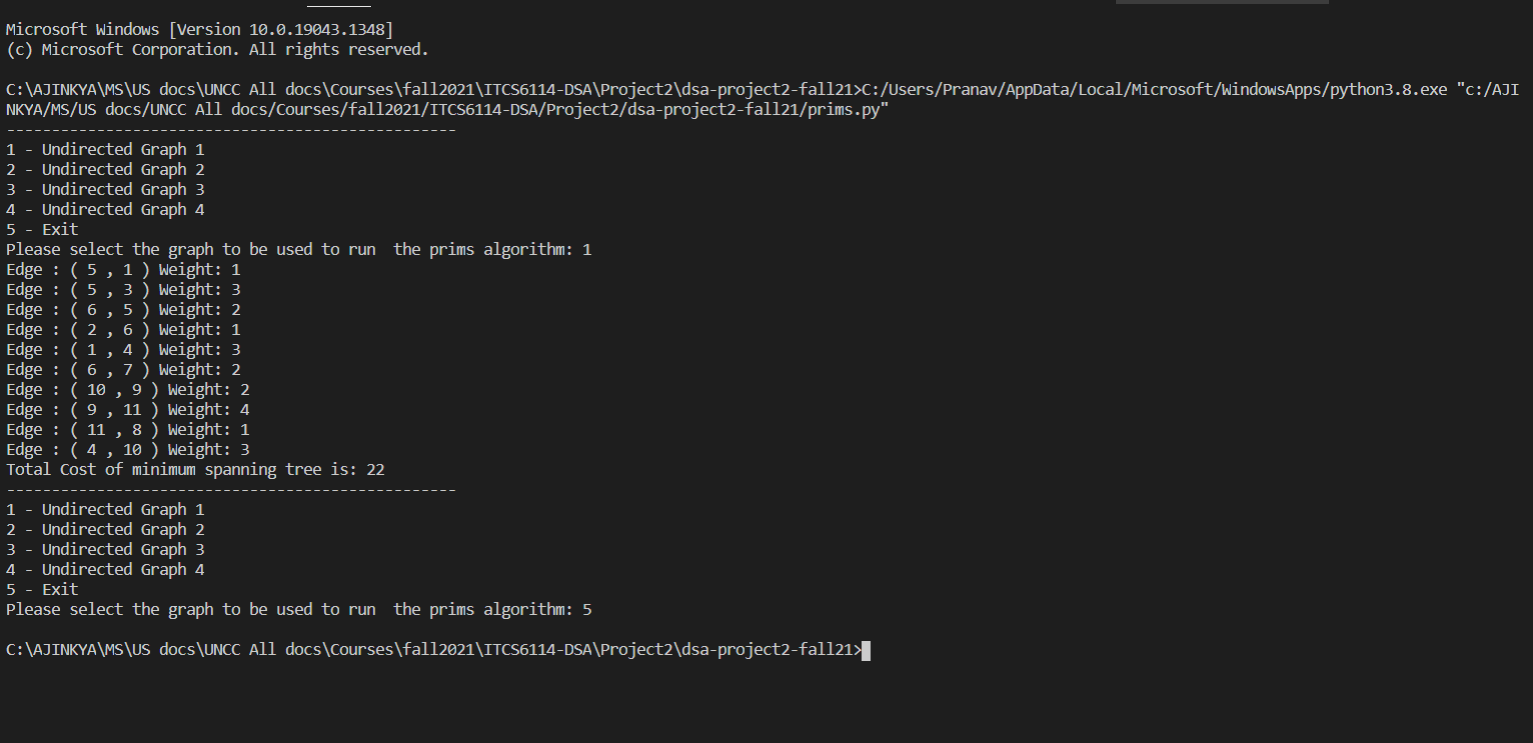 Microsoft Windows [Version 10.0.19043.1348]
(c) Microsoft Corporation. All rights reserved.
C:\AJINKYA\MS\US docs\UNCC All docs\Courses\fall2021\ITCS6114-DSA\Project2\dsa-project2-fall21>C:/Users/Pranav/AppData/Local/Microsoft/WindowsApps/python3.8.exe "c:/AJI
NKYA/MS/US docs/UNCC All docs/Courses/fall2021/ITCS6114-DSA/Project2/dsa-project2-fall21/prims.py"
--------------------------------------------------
1 - Undirected Graph 1
2 - Undirected Graph 2
3 - Undirected Graph 3
4 - Undirected Graph 4
5 - Exit
Please select the graph to be used to run  the prims algorithm: 1
Edge : ( 5 , 1 ) Weight: 1
Edge : ( 5 , 3 ) Weight: 3
Edge : ( 6 , 5 ) Weight: 2
Edge : ( 2 , 6 ) Weight: 1
Edge : ( 1 , 4 ) Weight: 3
Edge : ( 6 , 7 ) Weight: 2
Edge : ( 10 , 9 ) Weight: 2
Edge : ( 9 , 11 ) Weight: 4
Edge : ( 11 , 8 ) Weight: 1
Edge : ( 4 , 10 ) Weight: 3
Total Cost of minimum spanning tree is: 22
--------------------------------------------------
1 - Undirected Graph 1
2 - Undirected Graph 2
3 - Undirected Graph 3
4 - Undirected Graph 4
5 - Exit
Please select the graph to be used to run  the prims algorithm: 5
C:\AJINKYA\MS\US docs\UNCC All docs\Courses\fall2021\ITCS6114-DSA\Project2\dsa-project2-fall21>